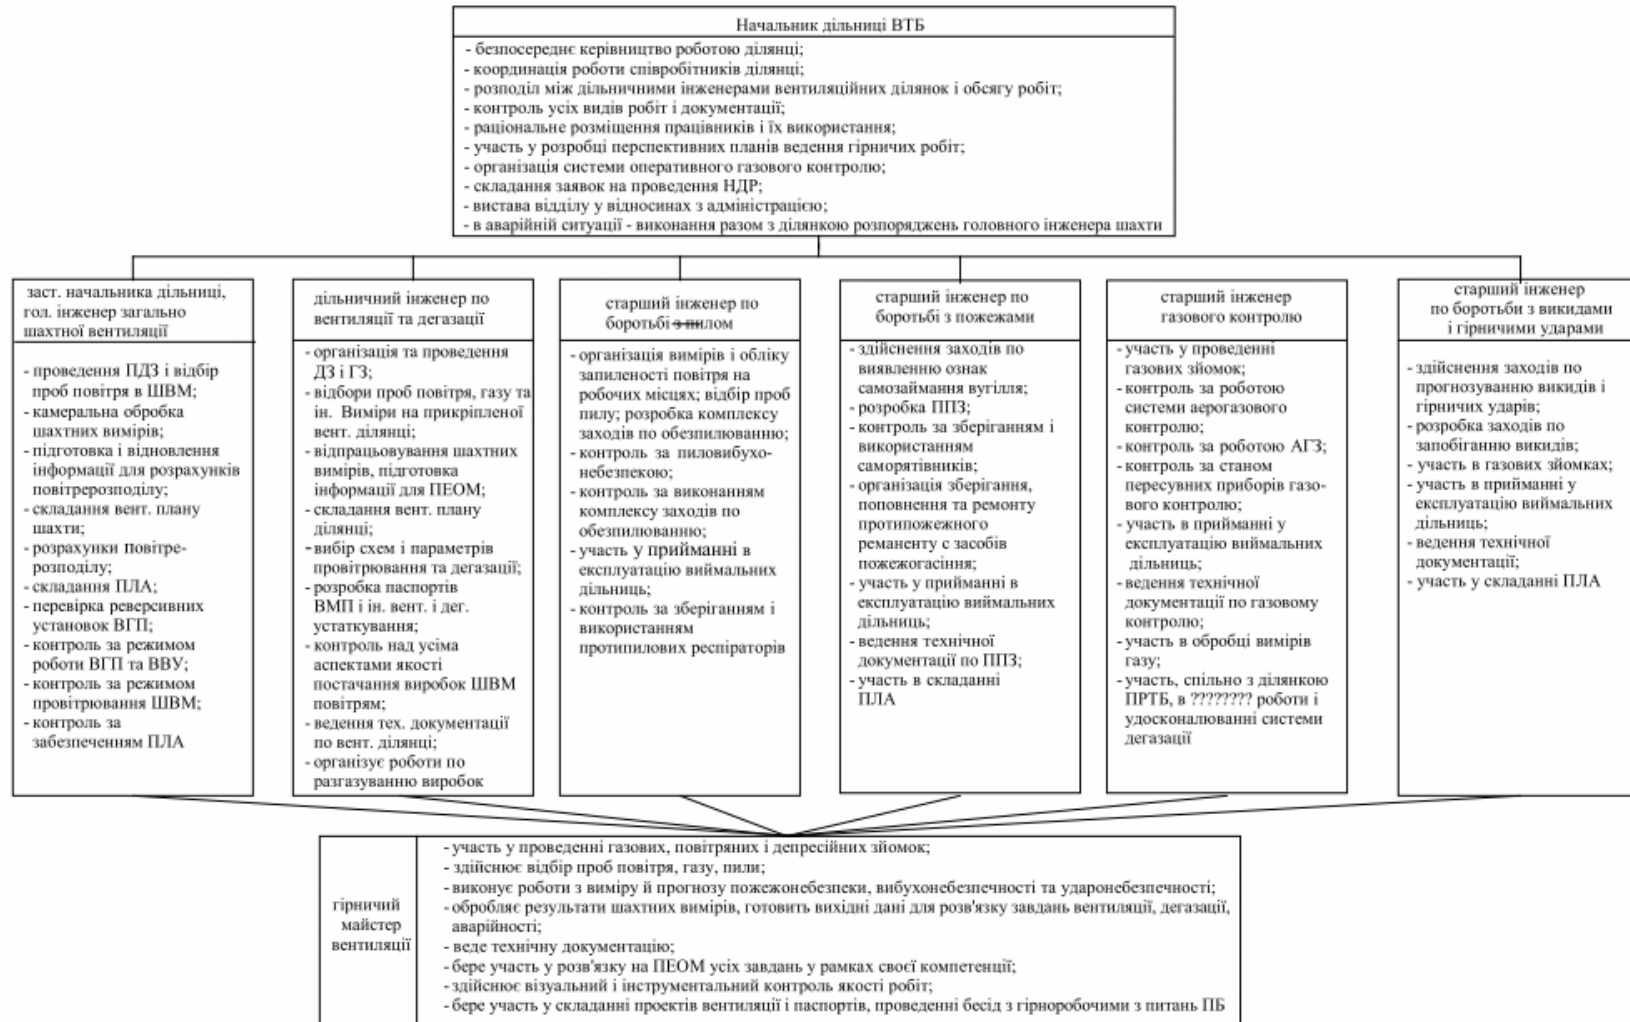 Начальник дільниці ВТБ
- безпосереднє керівництво роботою ділянці;
- координація роботи співробітників ділянці;
- розподіл між дільничними інженерами вентиляційних ділянок і обсягу робіт;
- контроль усіх видів робіт і документації;
- раціональне розміщення працівників і їх використання;
- участь у розробці перспективних планів ведення гірничих робіт;
- організація системи оперативного газового контролю;
- складання заявок на проведення НДР;
- вистава відділу у відносинах з адміністрацією;
- в аварійній ситуації - виконання разом з ділянкою розпоряджень головного інженера шахти
заст. начальника дільниці,
гол. інженер загально
шахтної вентиляції
- проведення ПДЗ і відбір
проб повітря в ШВМ;
- камеральна обробка
шахтних вимірів;
- підготовка і відновлення
інформації для розрахунків
повітрерозподілу;
- складання вент. плану
шахти;
- розрахунки повітре-
розподілу;
- складання ПЛА;
- перевірка реверсивних
установок ВГП;
- контроль за режимом
роботи ВГП та ВВУ;
- контроль за режимом
провітрювання ШВМ;
- контроль за
забезпеченням ПЛА
дільничний інженер по
вентиляції та дегазації
- організація та проведення
ДЗ і ГЗ;
- відбори проб повітря, газу та
ін. Виміри на прикріпленої
вент. ділянці;
- відпрацьовування шахтних
вимірів, підготовка
інформації для ПЕОМ;
- складання вент. плану
ділянці;
- вибір схем і параметрів
провітрювання та дегазації;
- розробка паспортів
ВМП і ін. вент. і дег.
устаткування;
- контроль над усіма
аспектами якості
постачання виробок ШВМ
повітрям;
- ведення тех. документації
по вент. ділянці;
- організує роботи по
разгазуванню виробок
старший інженер по
боротьбі з пилом
- організація вимірів і обліку
запиленості повітря на
робочих місцях; відбір проб
пилу; розробка комплексу
заходів по обезпилюванню;
- контроль за пиловибухо-
небезпекою;
- контроль за виконанням
комплексу заходів по
обезпилюванню;
- участь у прийманні в
експлуатацію виймальних
дільниць;
- контроль за зберіганням і
використанням
протипилових респіраторів
старший інженер по
боротьбі з пожежами
- здійснення заходів по
виявленню ознак
самозаймання вугілля;
- розробка ППЗ;
- контроль за зберіганням і
використанням
саморятівників;
- організація зберігання,
поповнення та ремонту
протипожежного
реманенту с засобів
пожежогасіння;
- участь у прийманні в
експлуатацію виймальних
дільниць;
- ведення технічної
документації по ППЗ;
- участь в складанні
ПЛА
старший інженер
газового контролю
- участь у проведенні
газових зйомок;
- контроль за роботою
системи аерогазового
контролю;
- контроль за роботою АГЗ;
- контроль за станом
пересувних приборів газо-
вого контролю;
- участь в прийманні у
експлуатацію виймальних
дільниць;
- ведення технічної
документації по газовому
контролю;
- участь в обробці вимірів
газу;
- участь, спільно з ділянкою
ПРТБ, в ???????? роботи і
удосконалюванні системи
дегазації
старший інженер
по боротьби з викидами
і гірничими ударами
- здійснення заходів по
прогнозуванню викидів і
гірничих ударів;
- розробка заходів по
запобіганню викидів;
- участь в газових зйомках;
- участь в прийманні у
експлуатацію виймальних
дільниць;
- ведення технічної
документації;
- участь у складанні ПЛА
гірничий
майстер
вентиляції
- участь у проведенні газових, повітряних і депресійних зйомок;
- здійснює відбір проб повітря, газу, пили;
- виконує роботи з виміру й прогнозу пожежонебезпеки, вибухонебезпечності та ударонебезпечності;
- обробляє результати шахтних вимірів, готовить вихідні дані для розв'язку завдань вентиляції, дегазації,
аварійності;
- веде технічну документацію;
- бере участь у розв'язку на ПЕОМ усіх завдань у рамках своєї компетенції;
- здійснює візуальний і інструментальний контроль якості робіт;
- бере участь у складанні проектів вентиляції і паспортів, проведенні бесід з гірноробочими з питань ПБ